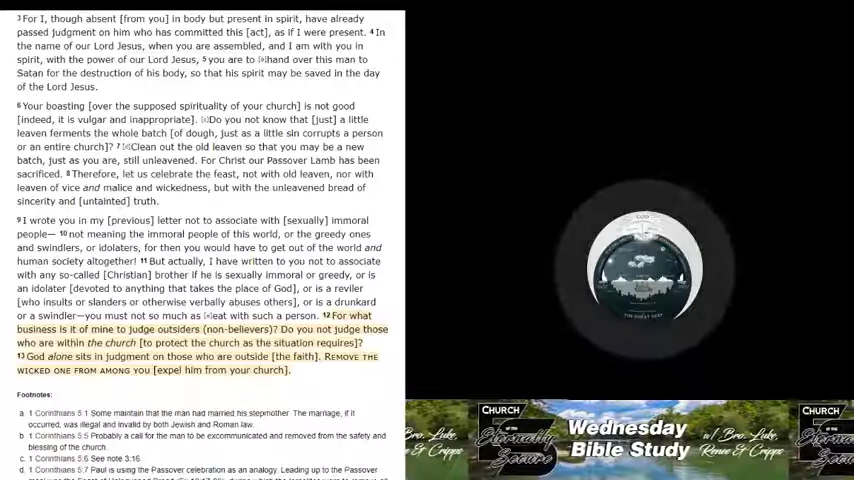 3 For I, though absent [from you] in body but present in spirit, have already
passed judgment on him who has committed this [act], as if I were present. 4 In
the name of our Lord Jesus, when you are assembled, and I am with you in
spirit, with the power of our Lord Jesus, 5 you are to [b]hand over this man to
Satan for the destruction of his body, so that his spirit may be saved in the day
of the Lord Jesus.
6 Your boasting [over the supposed spirituality of your church] is not good
[indeed, it is vulgar and inappropriate]. [c]Do you not know that [just] a little
leaven ferments the whole batch [of dough, just as a little sin corrupts a person
or an entire church]? 7 [d]Clean out the old leaven so that you may be a new
batch, just as you are, still unleavened. For Christ our Passover Lamb has been
sacrificed. 8 Therefore, let us celebrate the feast, not with old leaven, nor with
leaven of vice and malice and wickedness, but with the unleavened bread of
sincerity and [untainted] truth.
9 I wrote you in my [previous] letter not to associate with [sexually] immoral
people— 10 not meaning the immoral people of this world, or the greedy ones
and swindlers, or idolaters, for then you would have to get out of the world and
human society altogether! 11 But actually, I have written to you not to associate
with any so-called [Christian] brother if he is sexually immoral or greedy, or is
an idolater [devoted to anything that takes the place of God], or is a reviler
[who insults or slanders or otherwise verbally abuses others], or is a drunkard
or a swindler—you must not so much as [e]eat with such a person. 12 For what
business is it of mine to judge outsiders (non-believers)? Do you not judge those
who are within the church [to protect the church as the situation requires]?
13 God alone sits in judgment on those who are outside [the faith]. REMOVE THE
WICKED ONE FROM AMONG YOU [expel him from your church].
Footnotes:
a. 1 Corinthians 5:1 Some maintain that the man had married his stepmother. The marriage, if it
occurred, was illegal and invalid by both Jewish and Roman law.
b. 1 Corinthians 5:5 Probably a call for the man to be excommunicated and removed from the safety and
blessing of the church.
c. 1 Corinthians 5:6 See note 3:16.
d. 1 Corinthians 5:7 Paul is using the Passover celebration as an analogy. Leading up to the Passover
GOD
THE GREAT DEEP
Bro. Luke,
& Cripps
CHURCH
Eternally
Secure
Wednesday
Bible Study
w/ Bro. Luke,
Renee & Cripps
CHURCH